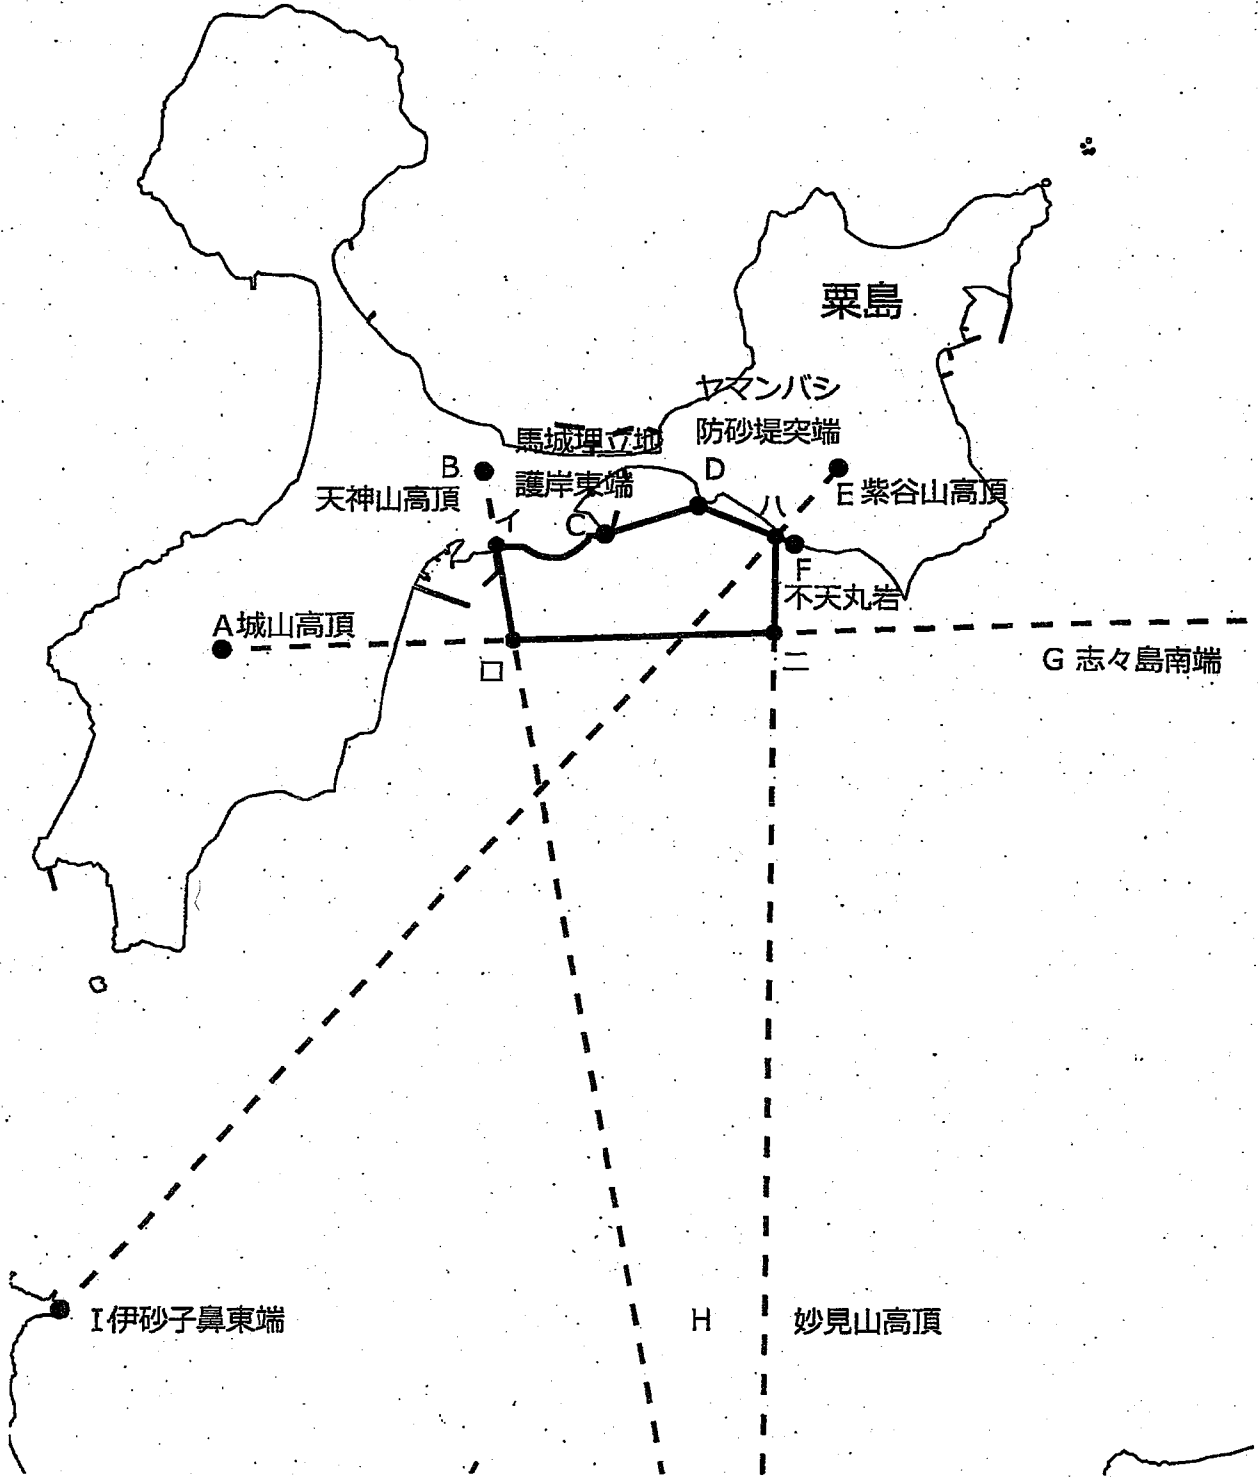 粟島
ヤマンバシ
防砂堤突端
馬城埋立地
護岸東端
B
天神山高頂
D
E 紫谷山高頂
イ
C
ハ
F
不天丸岩
A 城山高頂
ロ
ニ
G 志々島南端
I 伊砂子鼻東端
H 妙見山高頂